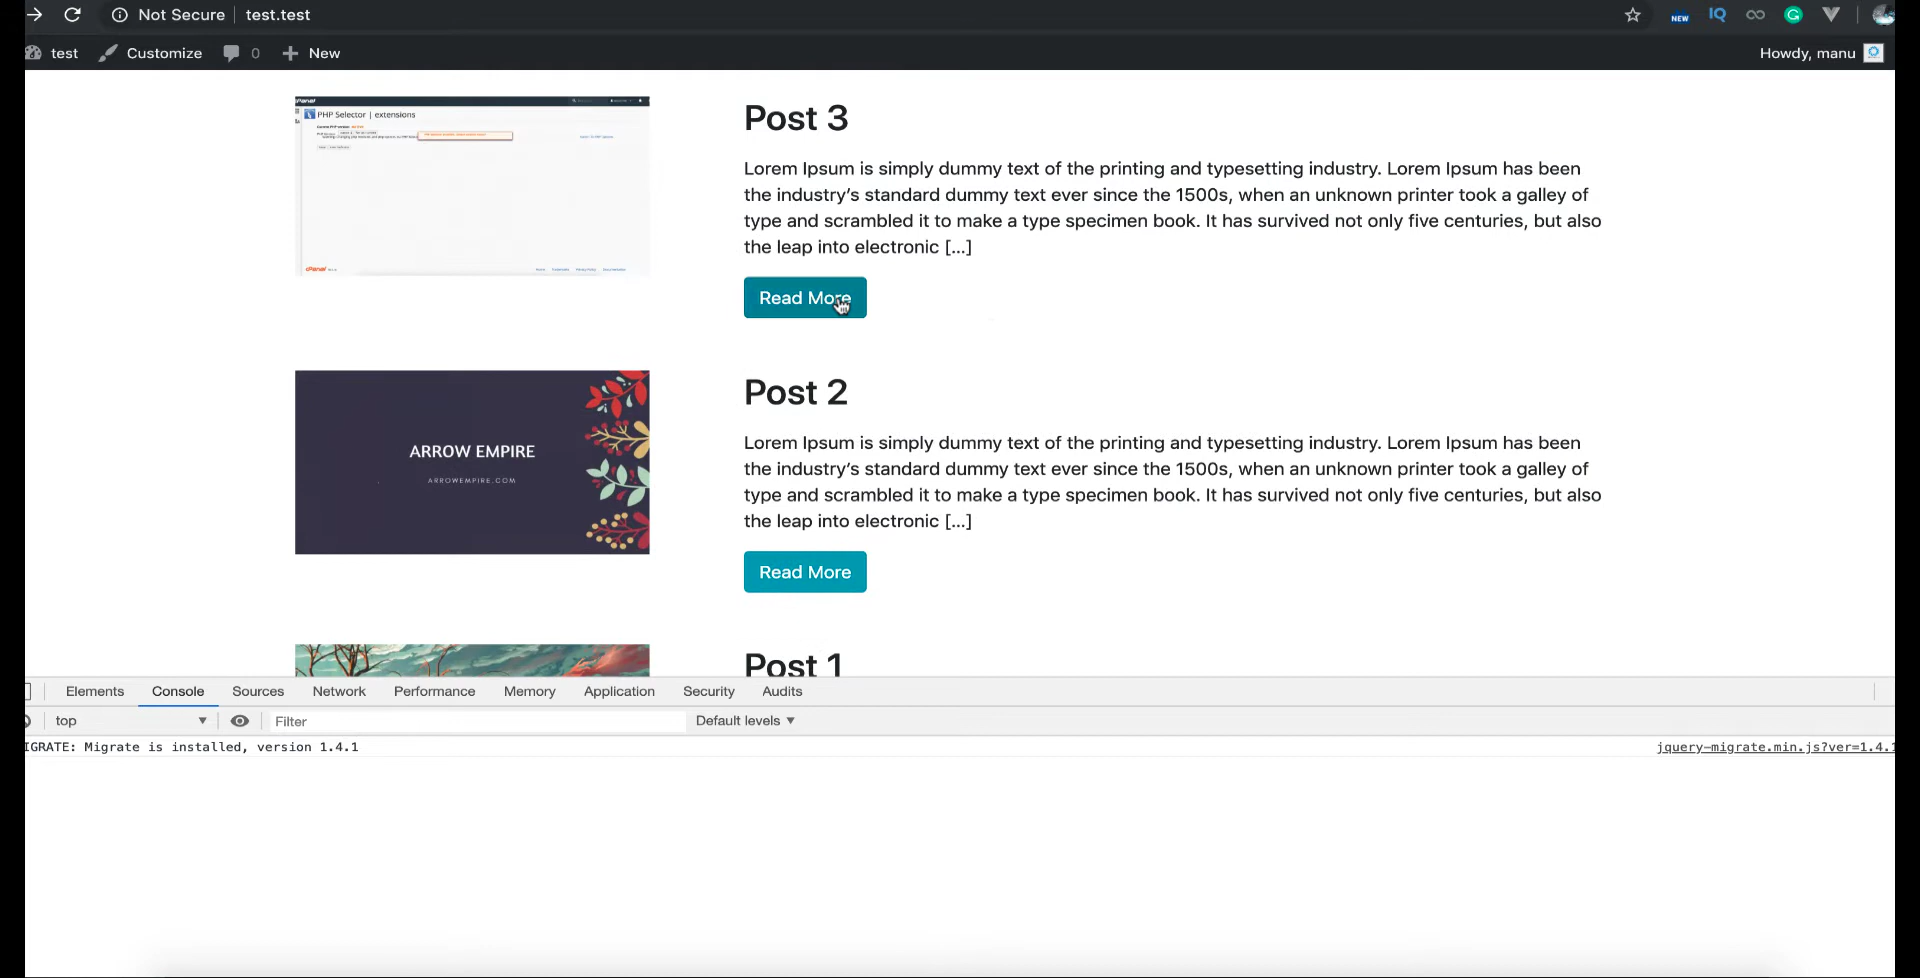 Not Secure test.test
NEW IQ
test Customize 0 New Howdy, manu
cPanel
PHP Selector | extensions
cPanel
Post 3
Lorem Ipsum is simply dummy text of the printing and typesetting industry. Lorem Ipsum has been
the industry’s standard dummy text ever since the 1500s, when an unknown printer took a galley of
type and scrambled it to make a type specimen book. It has survived not only five centuries, but also
the leap into electronic [...]
Read More
ARROW EMPIRE
ARROWEMPIRE.COM
Post 2
Lorem Ipsum is simply dummy text of the printing and typesetting industry. Lorem Ipsum has been
the industry’s standard dummy text ever since the 1500s, when an unknown printer took a galley of
type and scrambled it to make a type specimen book. It has survived not only five centuries, but also
the leap into electronic [...]
Read More
Post 1
Elements Console Sources Network Performance Memory Application Security Audits
top Filter Default levels
IGRATE: Migrate is installed, version 1.4.1 jquery-migrate.min.js?ver=1.4.1